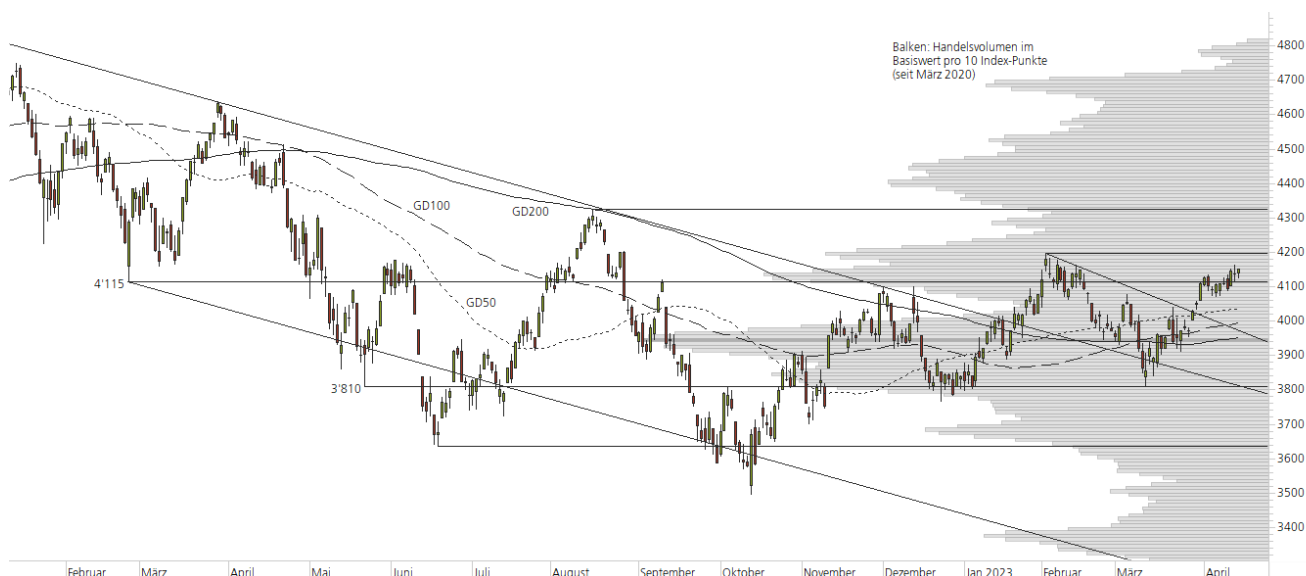 Balken: Handelsvolumen im
Basiswert pro 10 Index-Punkte
(seit März 2020)
4800
4700
4600
4500
4400
4300
4200
4100
4000
3900
3800
3700
3600
3500
3400
GD100
GD200
GD50
4'115
3'810
Februar
März
April
Mai
Juni
Juli
August
September
Oktober
November
Dezember
Jan 2023
Februar
März
April